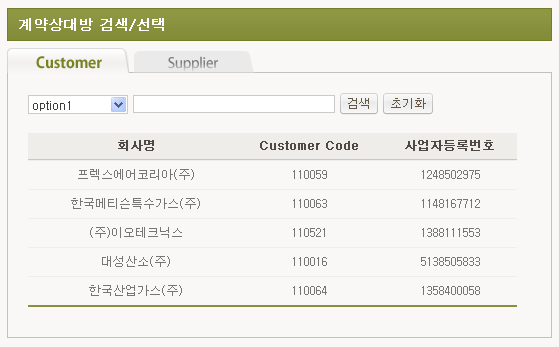 계약상대방 검색/선택
Customer Supplier
option1 검색 초기화
회사명 Customer Code 사업자등록번호
프렉스에어코리아(주) 110059 1248502975
한국메티슨특수가스(주) 110063 1148167712
(주)이오테크닉스 110521 1388111553
대성산소(주) 110016 5138505833
한국산업가스(주) 110064 1358400058